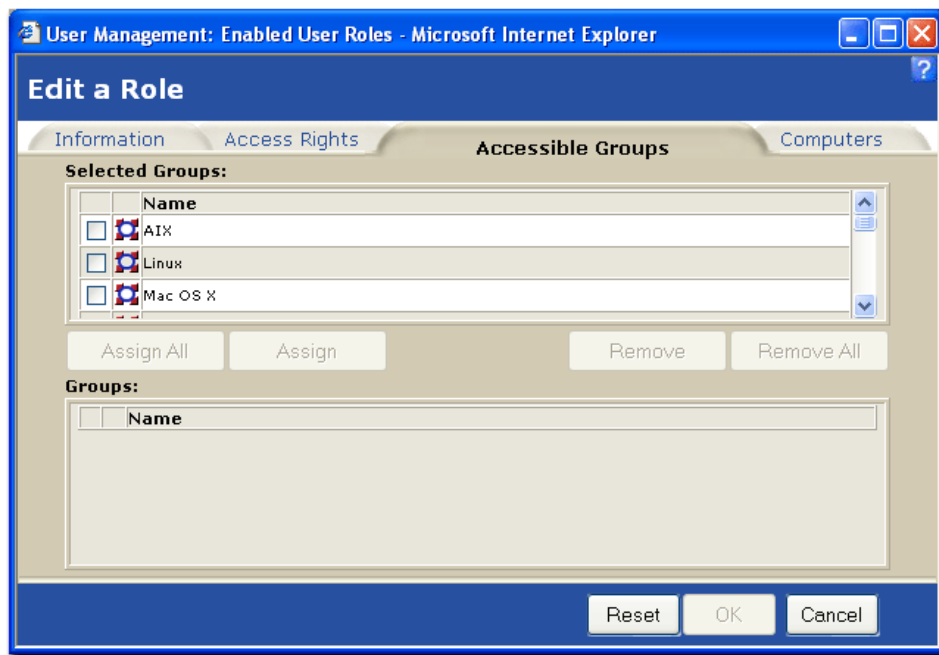 User Management: Enabled User Roles - Microsoft Internet Explorer
?
Edit a Role
Information Access Rights Accessible Groups Computers
Selected Groups:
Name
AIX
Linux
Mac OS X
Assign All Assign Remove Remove All
Groups:
Name
Reset OK Cancel